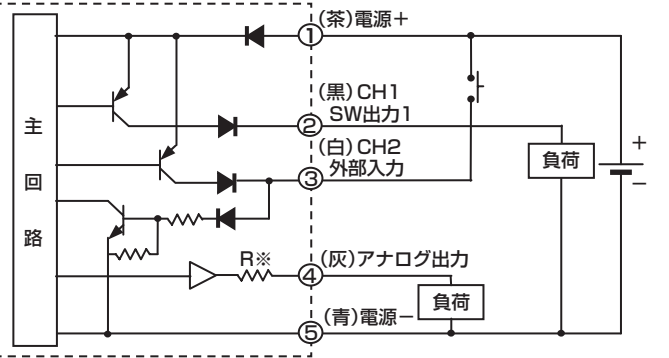 ① (茶)電源+
(黒)CH1
② SW出力1
(白)CH2
③ 外部入力
主回路
負荷
+
−
R※
④ (灰)アナログ出力
負荷
⑤ (青)電源−